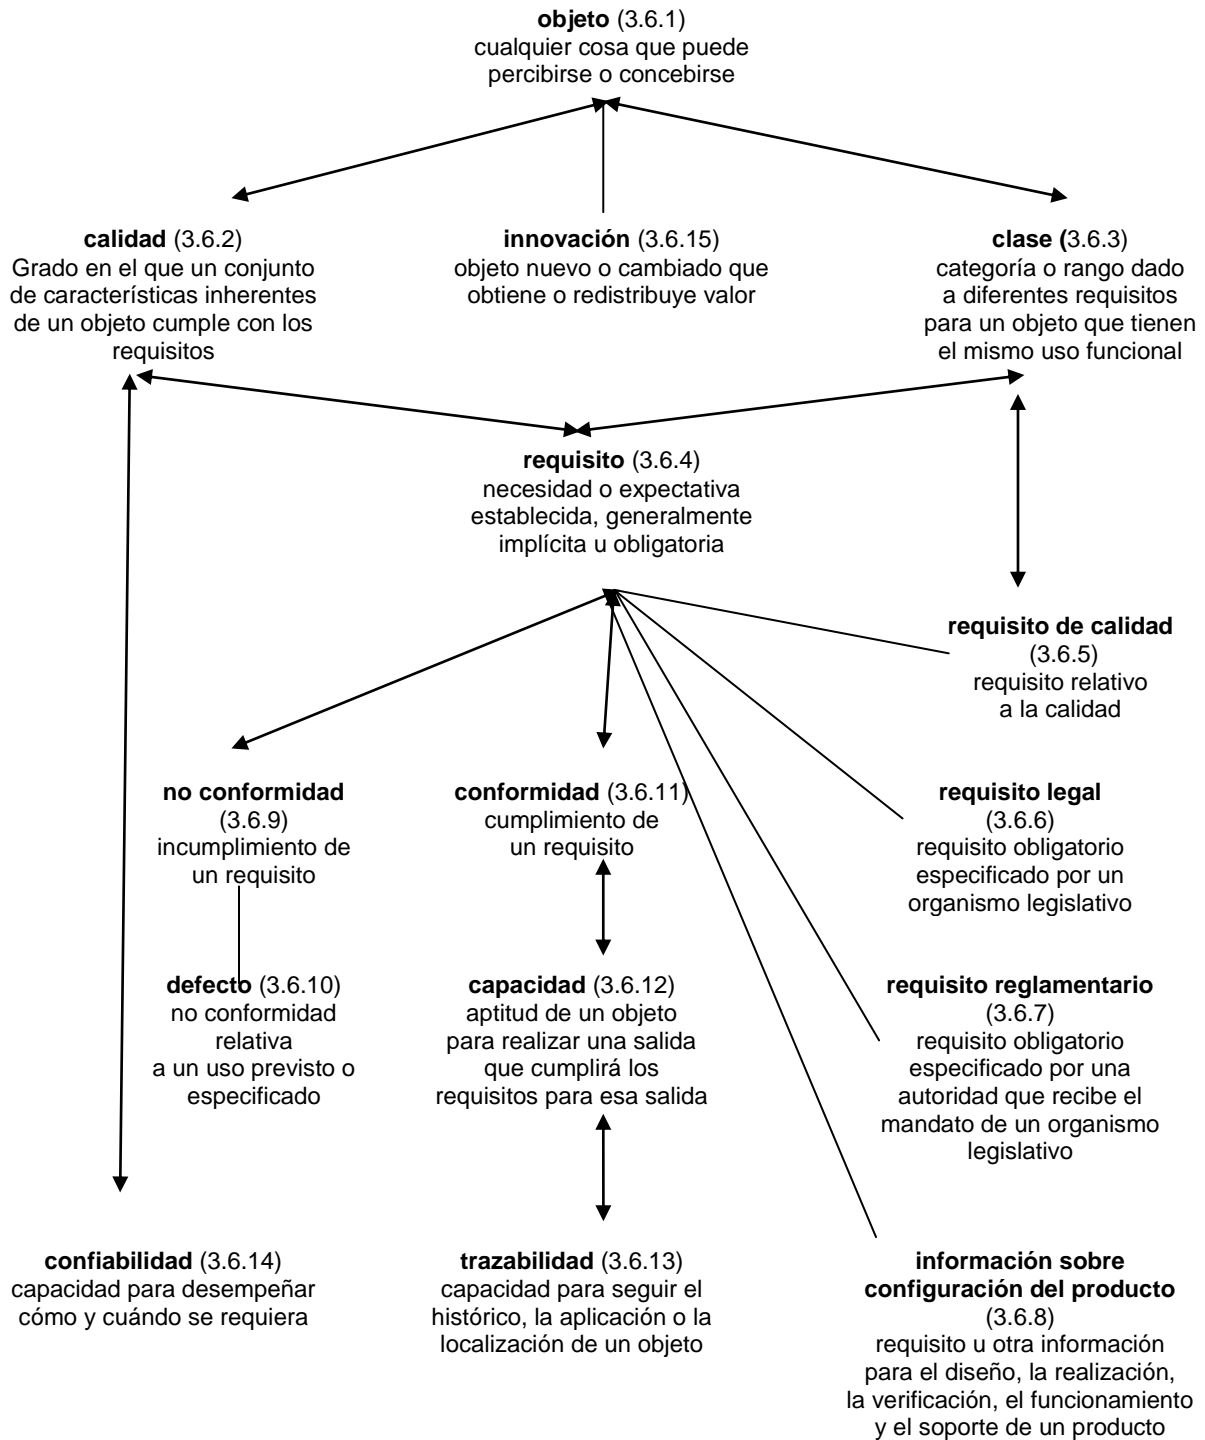 objeto (3.6.1)
cualquier cosa que puede
percibirse o concebirse
calidad (3.6.2)
Grado en el que un conjunto
de características inherentes
de un objeto cumple con los
requisitos
innovación (3.6.15)
objeto nuevo o cambiado que
obtiene o redistribuye valor
clase (3.6.3)
categoría o rango dado
a diferentes requisitos
para un objeto que tienen
el mismo uso funcional
requisito (3.6.4)
necesidad o expectativa
establecida, generalmente
implícita u obligatoria
requisito de calidad
(3.6.5)
requisito relativo
a la calidad
no conformidad
(3.6.9)
incumplimiento de
un requisito
conformidad (3.6.11)
cumplimiento de
un requisito
requisito legal
(3.6.6)
requisito obligatorio
especificado por un
organismo legislativo
defecto (3.6.10)
no conformidad
relativa
a un uso previsto o
especificado
capacidad (3.6.12)
aptitud de un objeto
para realizar una salida
que cumplirá los
requisitos para esa salida
requisito reglamentario
(3.6.7)
requisito obligatorio
especificado por una
autoridad que recibe el
mandato de un organismo
legislativo
confiabilidad (3.6.14)
capacidad para desempeñar
cómo y cuándo se requiera
trazabilidad (3.6.13)
capacidad para seguir el
histórico, la aplicación o la
localización de un objeto
información sobre
configuración del producto
(3.6.8)
requisito u otra información
para el diseño, la realización,
la verificación, el funcionamiento
y el soporte de un producto